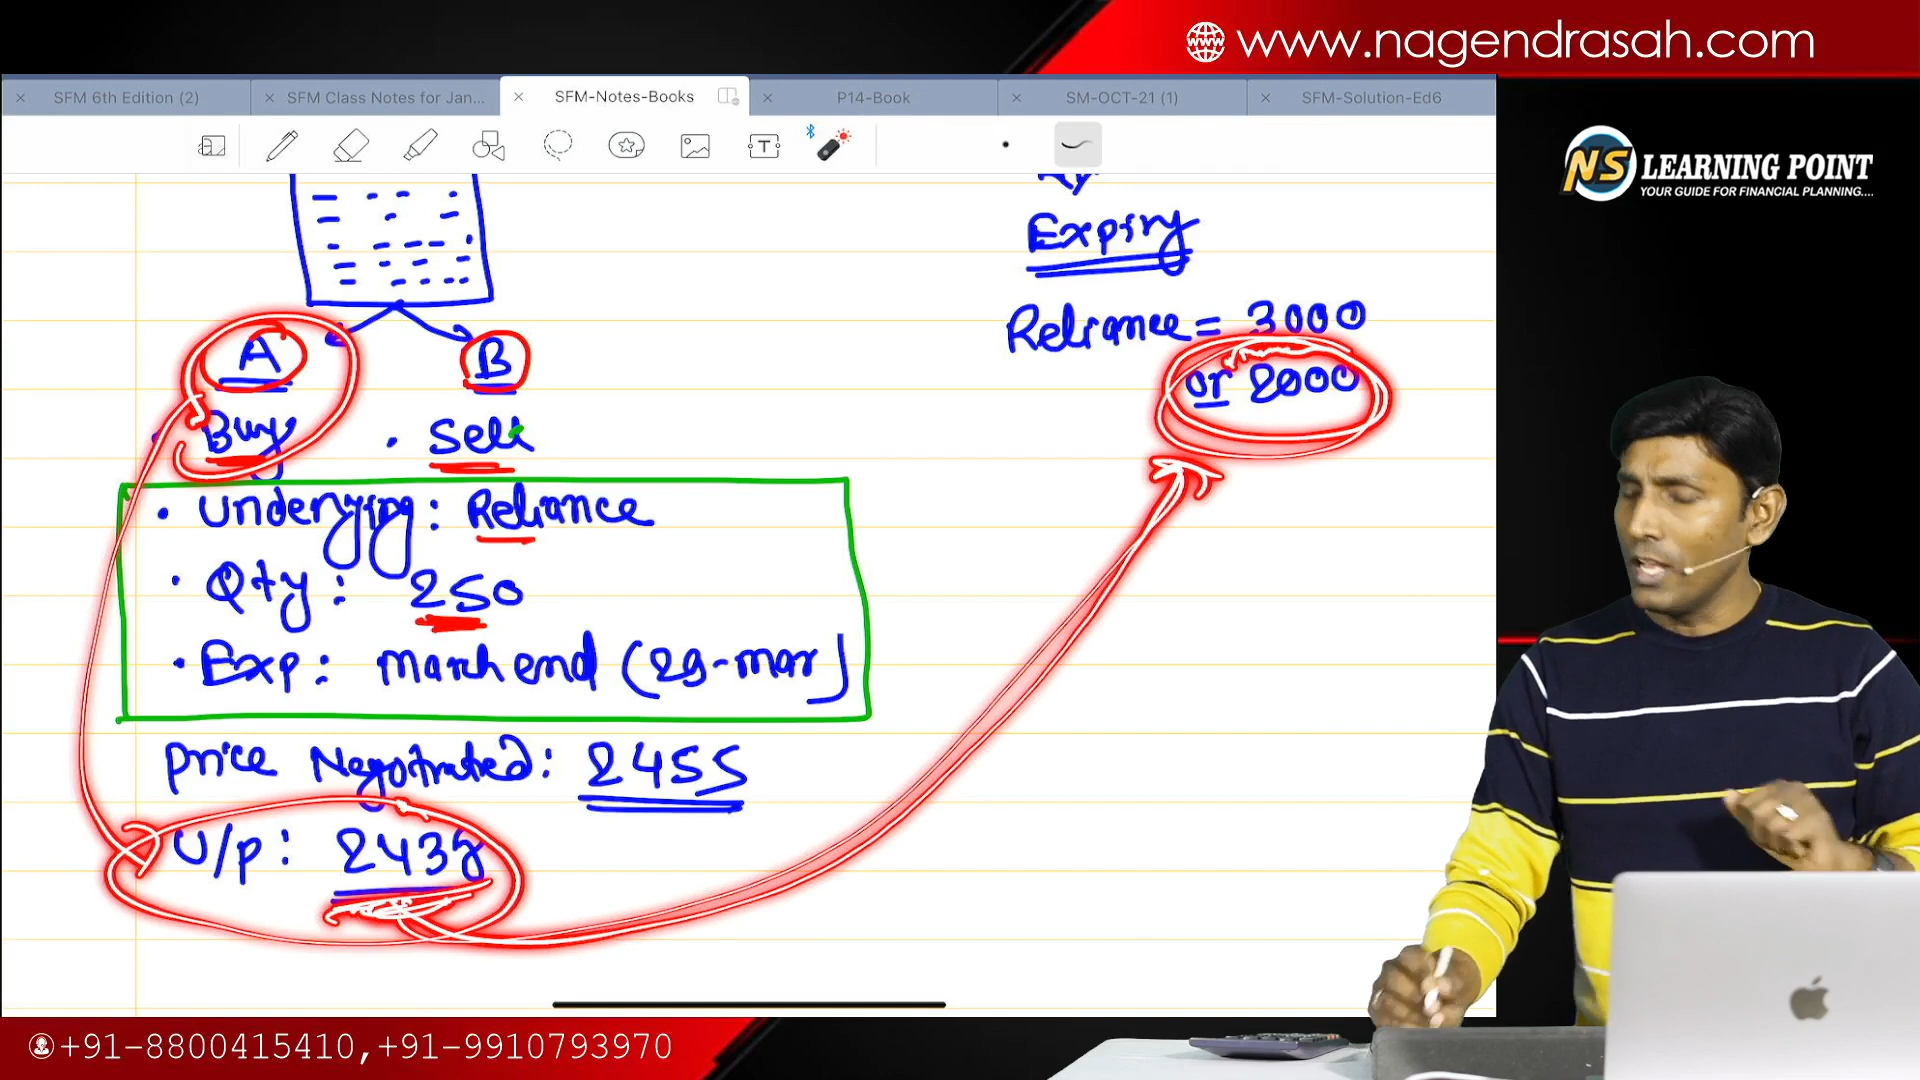 www.nagendrasah.com
SFM 6th Edition (2)
SFM Class Notes for Jan...
SFM-Notes-Books
P14-Book
SM-OCT-21 (1)
SFM-Solution-Ed6
NS LEARNING POINT
YOUR GUIDE FOR FINANCIAL PLANNING....
Expiry
Reliance = 3000
or 2000
A B
Buy • Sell
• Underlying: Reliance
• Qty: 250
• Exp: March end (29-mar)
Price Negotiated: 2455
U/p: 2435
+91-8800415410,+91-9910793970